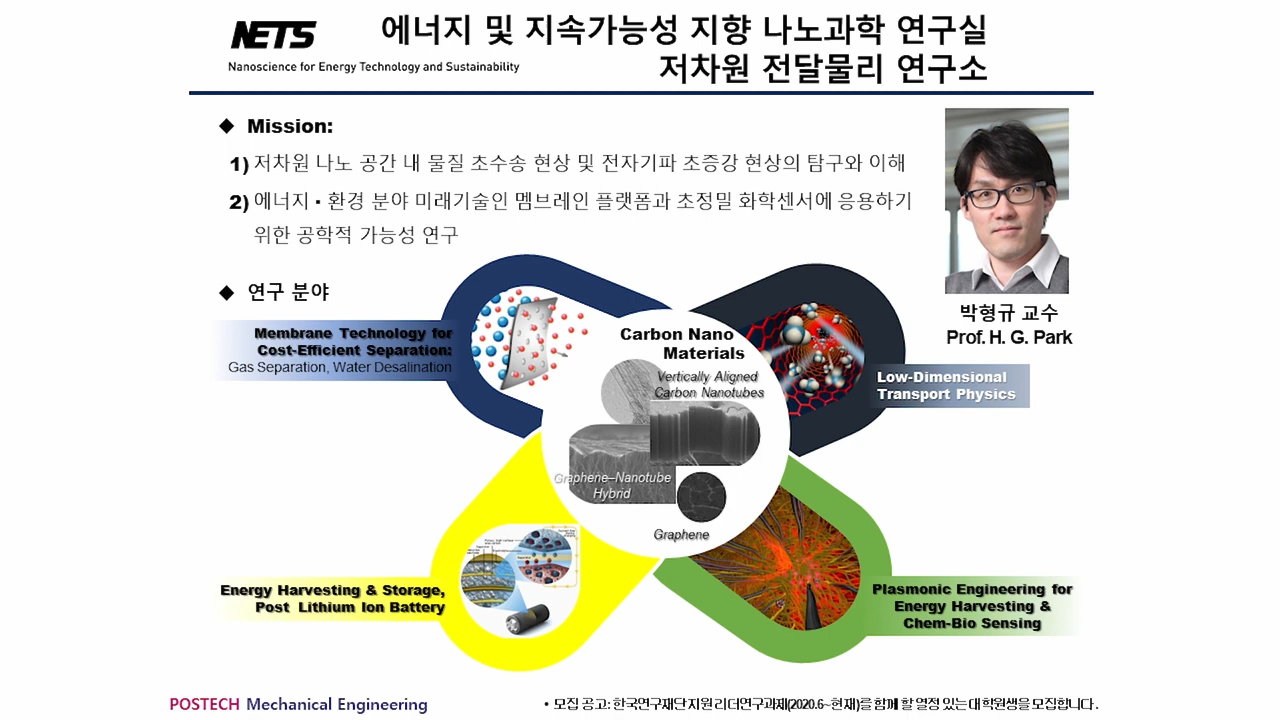 NETS
Nanoscience for Energy Technology and Sustainability
에너지 및 지속가능성 지향 나노과학 연구실
저차원 전달물리 연구소
◆ Mission:
1) 저차원 나노 공간 내 물질 초수송 현상 및 전자기파 초증강 현상의 탐구와 이해
2) 에너지 · 환경 분야 미래기술인 멤브레인 플랫폼과 초정밀 화학센서에 응용하기
위한 공학적 가능성 연구
박형규 교수
Prof. H. G. Park
◆ 연구 분야
Membrane Technology for
Cost-Efficient Separation:
Gas Separation, Water Desalination
Carbon Nano
Materials
Vertically Aligned
Carbon Nanotubes
Graphene–Nanotube
Hybrid
Graphene
Low-Dimensional
Transport Physics
Energy Harvesting & Storage,
Post Lithium Ion Battery
Plasmonic Engineering for
Energy Harvesting &
Chem-Bio Sensing
POSTECH Mechanical Engineering
• 모집 공고: 한국연구재단 지원 리더연구과제(2020.6~현재)를 함께 할 열정 있는 대학원생을 모집합니다.